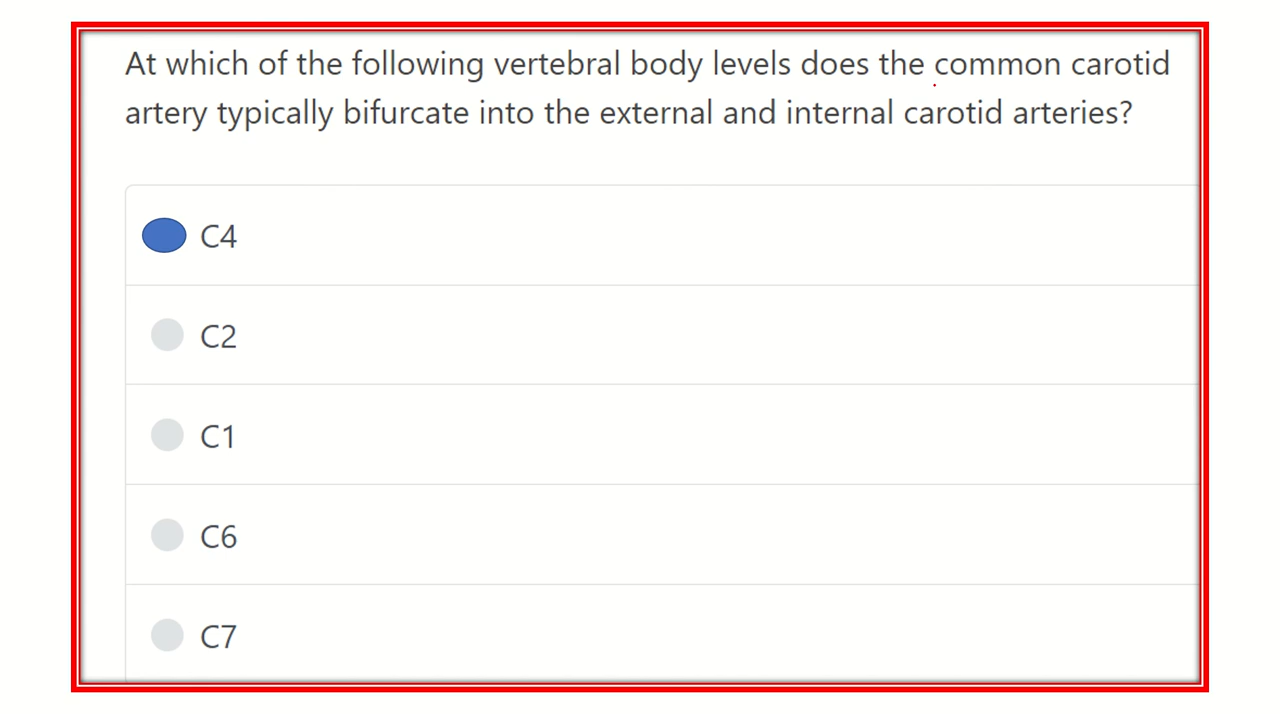 At which of the following vertebral body levels does the common carotid
artery typically bifurcate into the external and internal carotid arteries?
C4
C2
C1
C6
C7